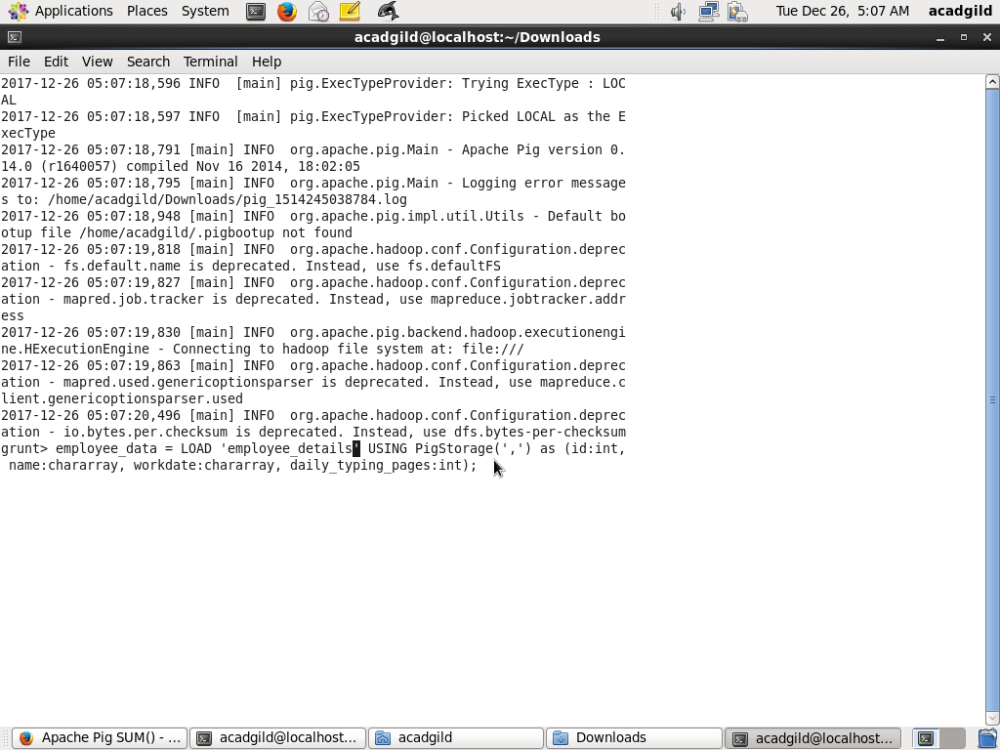 Applications Places System
Tue Dec 26, 5:07 AM acadgild
acadgild@localhost:~/Downloads
File Edit View Search Terminal Help
2017-12-26 05:07:18,596 INFO  [main] pig.ExecTypeProvider: Trying ExecType : LOC
AL
2017-12-26 05:07:18,597 INFO  [main] pig.ExecTypeProvider: Picked LOCAL as the E
xecType
2017-12-26 05:07:18,791 [main] INFO  org.apache.pig.Main - Apache Pig version 0.
14.0 (r1640057) compiled Nov 16 2014, 18:02:05
2017-12-26 05:07:18,795 [main] INFO  org.apache.pig.Main - Logging error message
s to: /home/acadgild/Downloads/pig_1514245038784.log
2017-12-26 05:07:18,948 [main] INFO  org.apache.pig.impl.util.Utils - Default bo
otup file /home/acadgild/.pigbootup not found
2017-12-26 05:07:19,818 [main] INFO  org.apache.hadoop.conf.Configuration.deprec
ation - fs.default.name is deprecated. Instead, use fs.defaultFS
2017-12-26 05:07:19,827 [main] INFO  org.apache.hadoop.conf.Configuration.deprec
ation - mapred.job.tracker is deprecated. Instead, use mapreduce.jobtracker.addr
ess
2017-12-26 05:07:19,830 [main] INFO  org.apache.pig.backend.hadoop.executionengi
ne.HExecutionEngine - Connecting to hadoop file system at: file:///
2017-12-26 05:07:19,863 [main] INFO  org.apache.hadoop.conf.Configuration.deprec
ation - mapred.used.genericoptionsparser is deprecated. Instead, use mapreduce.c
lient.genericoptionsparser.used
2017-12-26 05:07:20,496 [main] INFO  org.apache.hadoop.conf.Configuration.deprec
ation - io.bytes.per.checksum is deprecated. Instead, use dfs.bytes-per-checksum
grunt> employee_data = LOAD 'employee_details' USING PigStorage(',') as (id:int,
 name:chararray, workdate:chararray, daily_typing_pages:int);
Apache Pig SUM() - ...
acadgild@localhost...
acadgild
Downloads
acadgild@localhost...